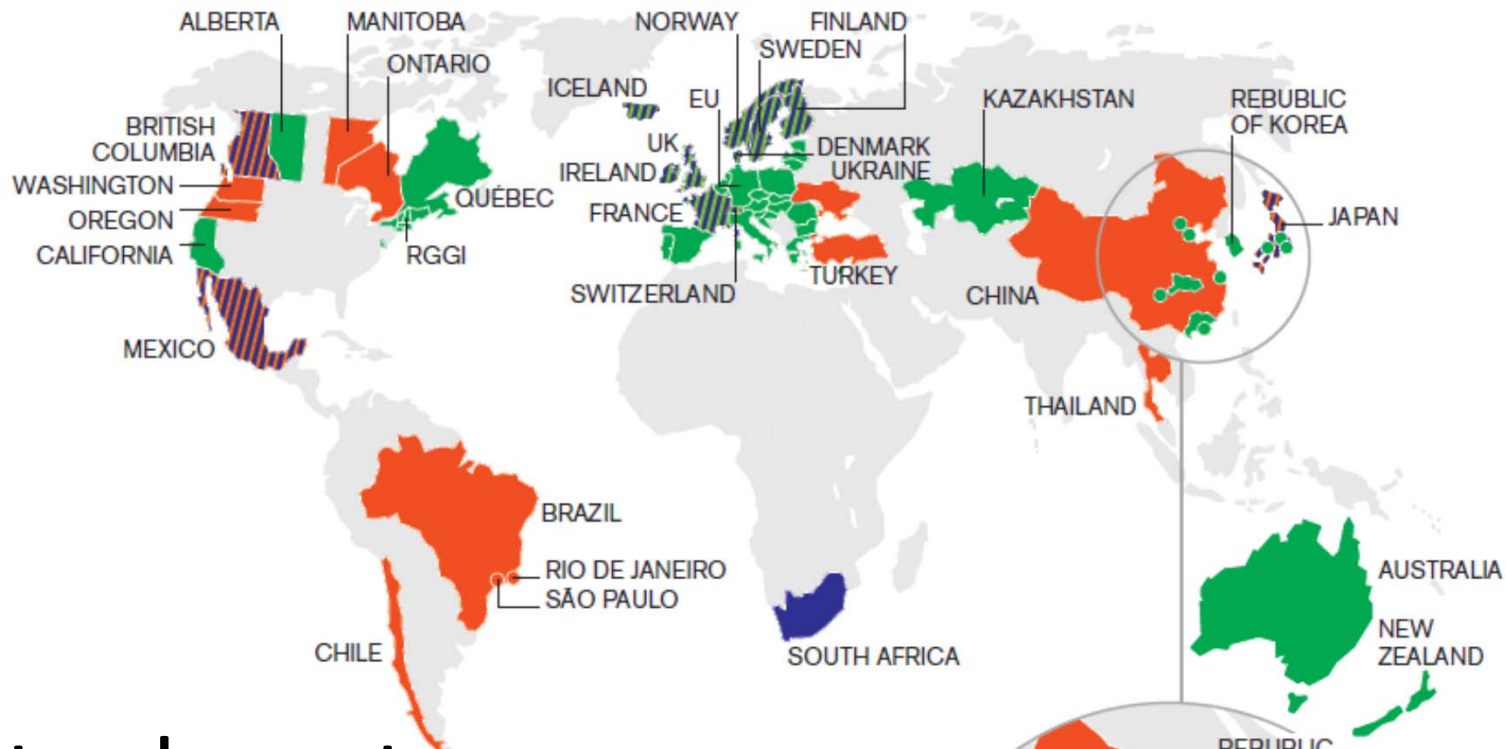 ALBERTA
MANITOBA
ONTARIO
NORWAY
FINLAND
SWEDEN
ICELAND
EU
KAZAKHSTAN
REBUBLIC
OF KOREA
BRITISH
COLUMBIA
UK
DENMARK
UKRAINE
WASHINGTON
IRELAND
QUÉBEC
OREGON
FRANCE
JAPAN
CALIFORNIA
RGGI
TURKEY
SWITZERLAND
CHINA
MEXICO
THAILAND
BRAZIL
RIO DE JANEIRO
SÃO PAULO
AUSTRALIA
NEW
ZEALAND
CHILE
SOUTH AFRICA
REPUBLIC